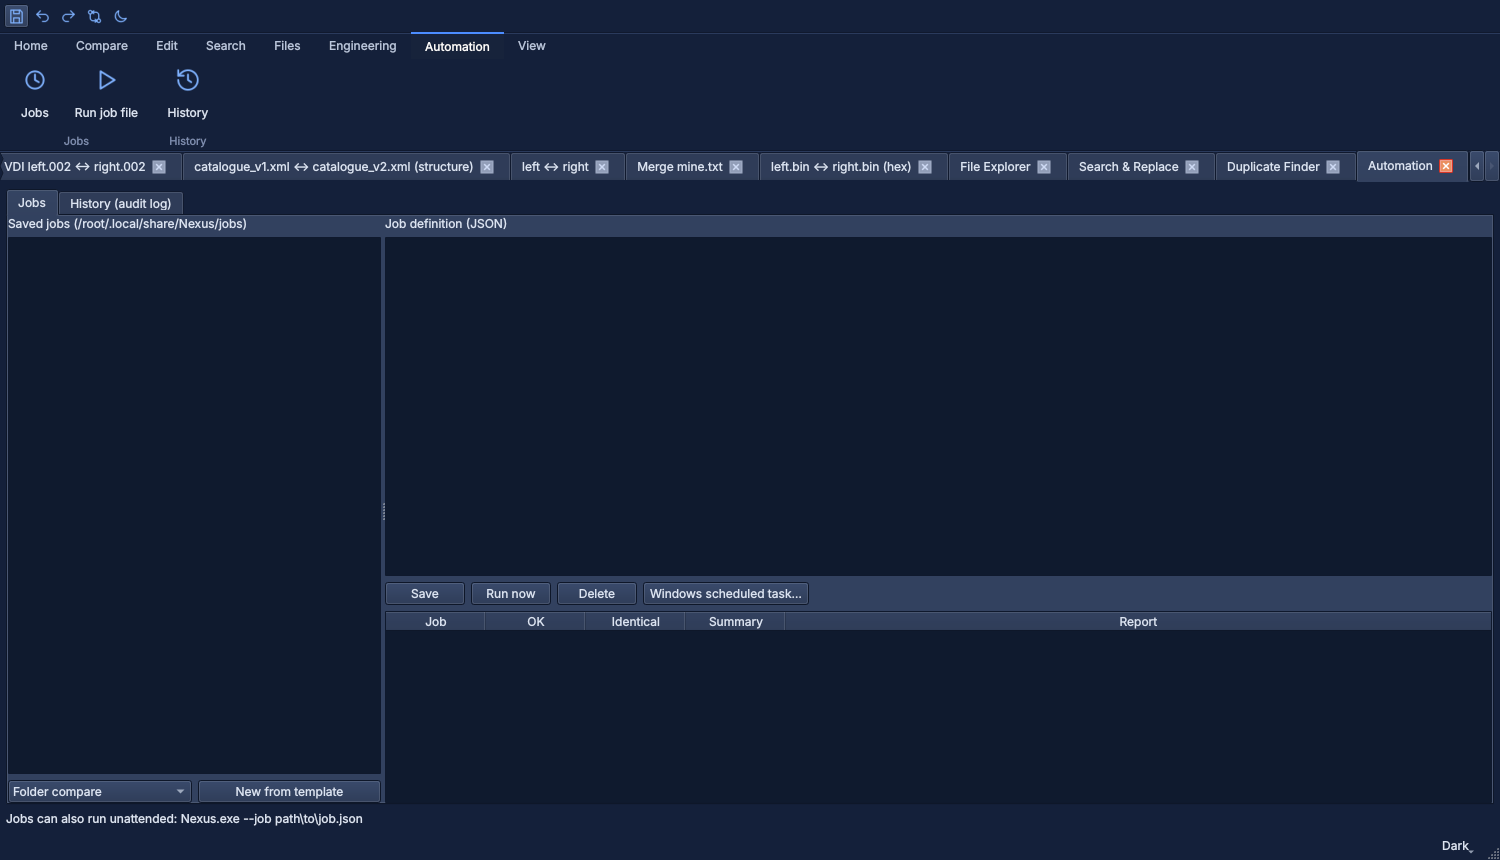 Home Compare Edit Search Files Engineering Automation View
Jobs Run job file History
Jobs History
VDI left.002 ↔ right.002 catalogue_v1.xml ↔ catalogue_v2.xml (structure) left ↔ right Merge mine.txt left.bin ↔ right.bin (hex) File Explorer Search & Replace Duplicate Finder Automation
Jobs History (audit log)
Saved jobs (/root/.local/share/Nexus/jobs) Job definition (JSON)
Save Run now Delete Windows scheduled task...
Job OK Identical Summary Report
Folder compare New from template
Jobs can also run unattended: Nexus.exe --job path\to\job.json
Dark